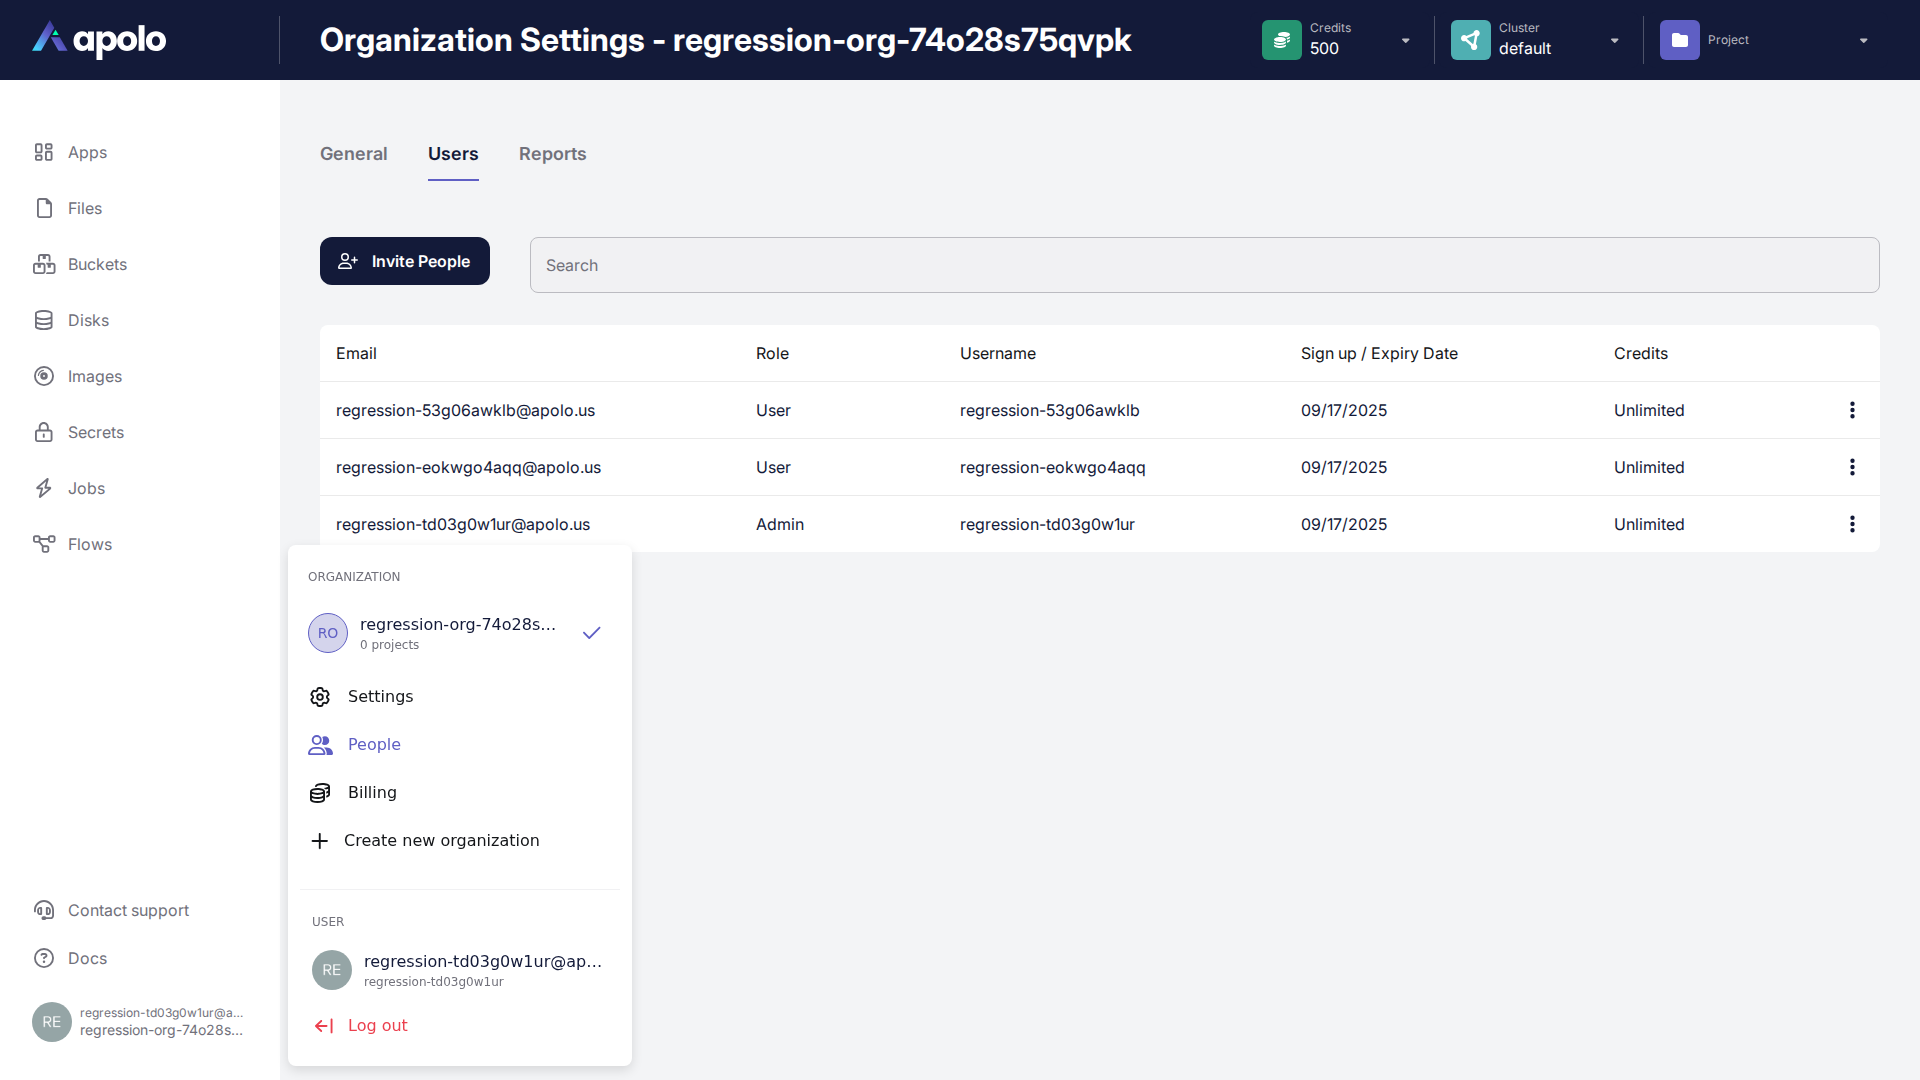 apolo
Organization Settings - regression-org-74o28s75qvpk
Credits
500
Cluster
default
Project
Apps
Files
Buckets
Disks
Images
Secrets
Jobs
Flows
General
Users
Reports
Invite People
Search
Email Role Username Sign up / Expiry Date Credits
regression-53g06awklb@apolo.us User regression-53g06awklb 09/17/2025 Unlimited
regression-eokwgo4aqq@apolo.us User regression-eokwgo4aqq 09/17/2025 Unlimited
regression-td03g0w1ur@apolo.us Admin regression-td03g0w1ur 09/17/2025 Unlimited
ORGANIZATION
RO
regression-org-74o28s...
0 projects
Settings
People
Billing
Create new organization
USER
RE
regression-td03g0w1ur@ap...
regression-td03g0w1ur
Log out
Contact support
Docs
RE
regression-td03g0w1ur@a...
regression-org-74o28s...